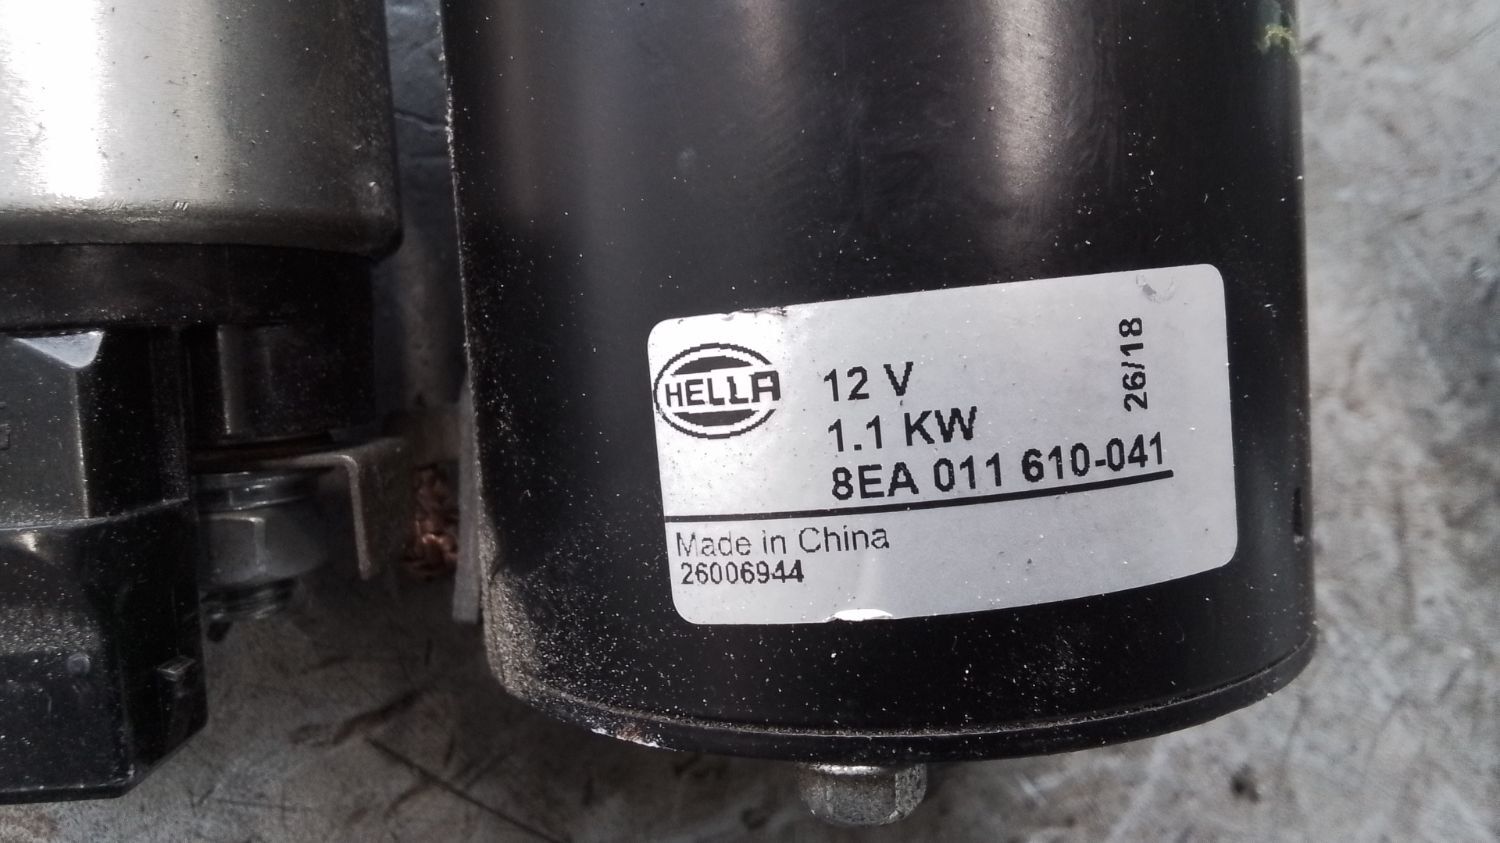 HELLA
12 V
1.1 KW
8EA 011 610-041
26/18
Made in China
26006944